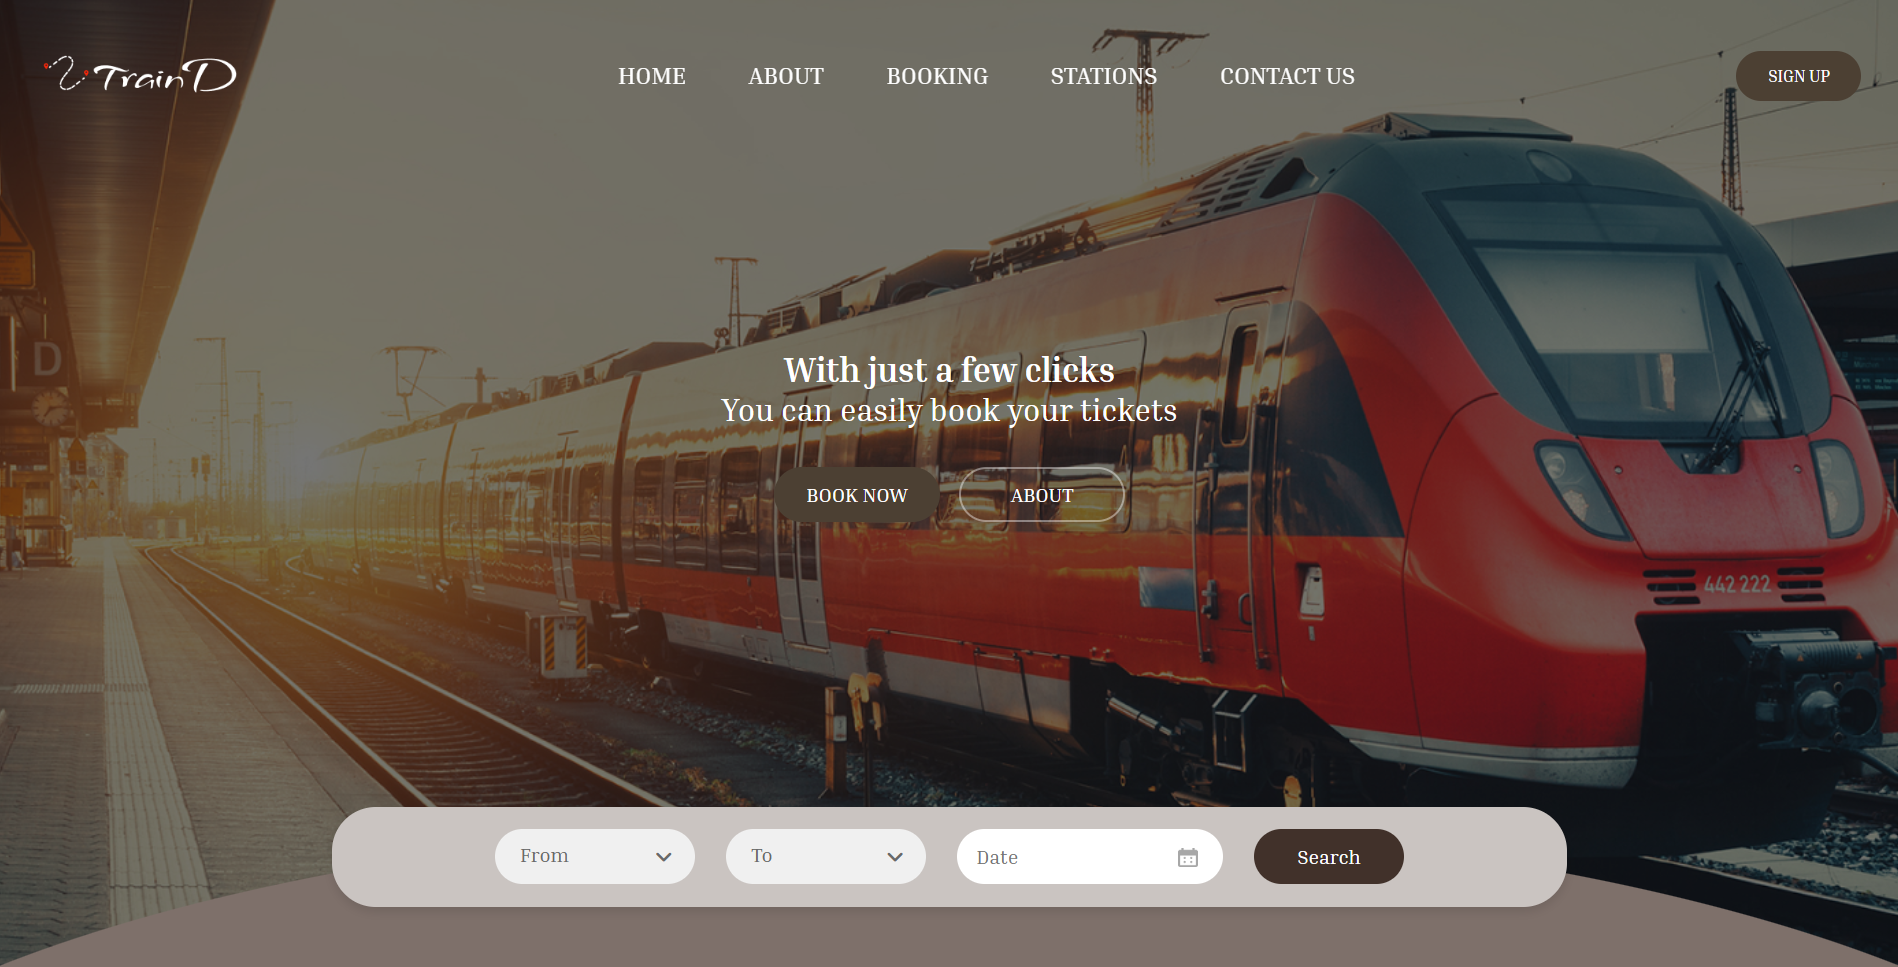 TrainD
HOME ABOUT BOOKING STATIONS CONTACT US
SIGN UP
D
With just a few clicks
You can easily book your tickets
BOOK NOW ABOUT
442 222
From To Date Search